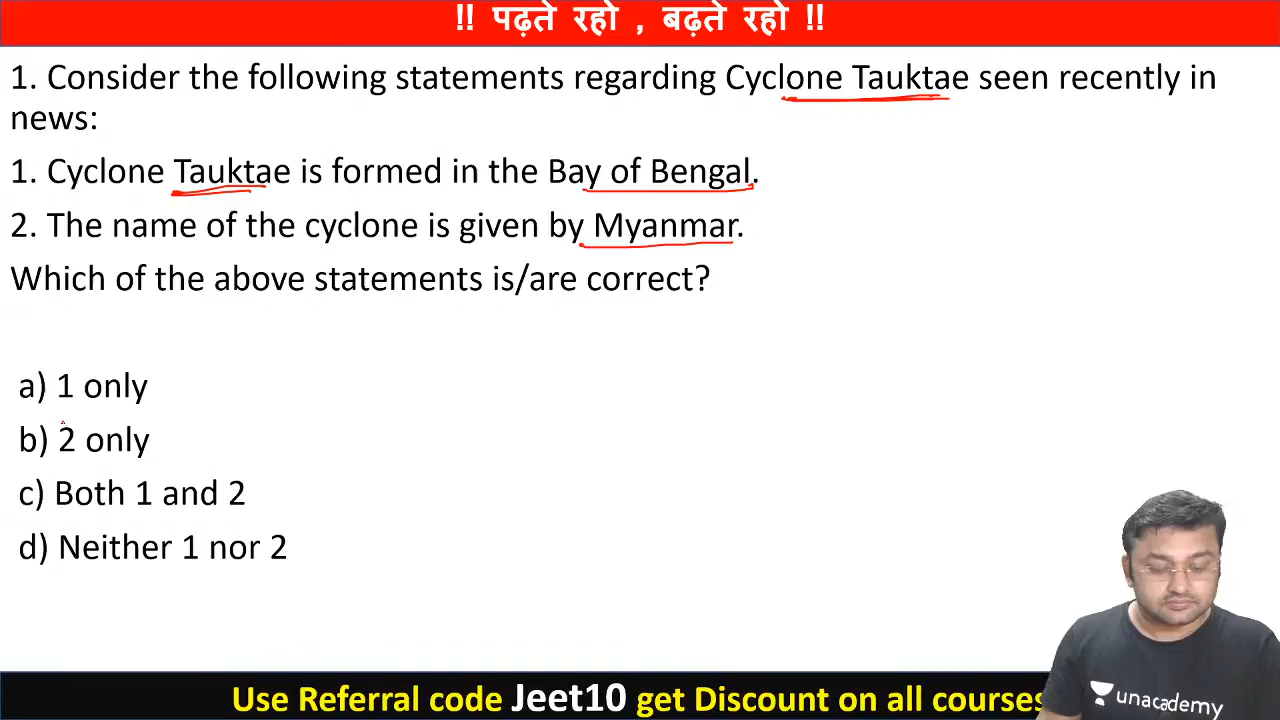 !! पढ़ते रहो , बढ़ते रहो !!
1. Consider the following statements regarding Cyclone Tauktae seen recently in
news:
1. Cyclone Tauktae is formed in the Bay of Bengal.
2. The name of the cyclone is given by Myanmar.
Which of the above statements is/are correct?
a) 1 only
b) 2 only
c) Both 1 and 2
d) Neither 1 nor 2
unacademy
Use Referral code Jeet10 get Discount on all courses